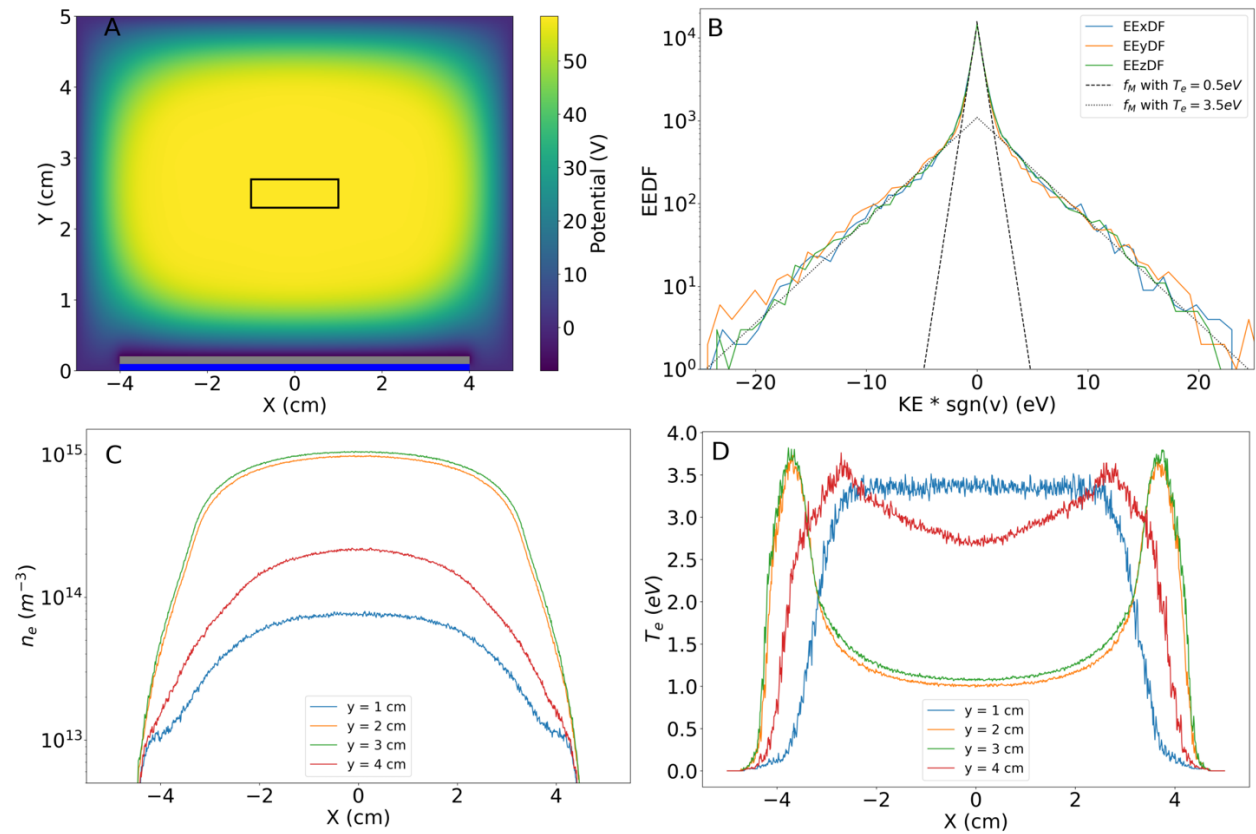 A
5
4
3
2
1
0
Y (cm)
−4
−2
0
2
4
X (cm)
50
40
30
20
10
0
Potential (V)
B
10⁴
10³
10²
10¹
10⁰
EEDF
−20
−10
0
10
20
KE * sgn(v) (eV)
EExDF
EEyDF
EEzDF
f_M with T_e = 0.5eV
f_M with T_e = 3.5eV
C
10¹⁵
10¹⁴
10¹³
n_e (m⁻³)
−4
−2
0
2
4
X (cm)
y = 1 cm
y = 2 cm
y = 3 cm
y = 4 cm
D
4.0
3.5
3.0
2.5
2.0
1.5
1.0
0.5
0.0
T_e (eV)
−4
−2
0
2
4
X (cm)
y = 1 cm
y = 2 cm
y = 3 cm
y = 4 cm